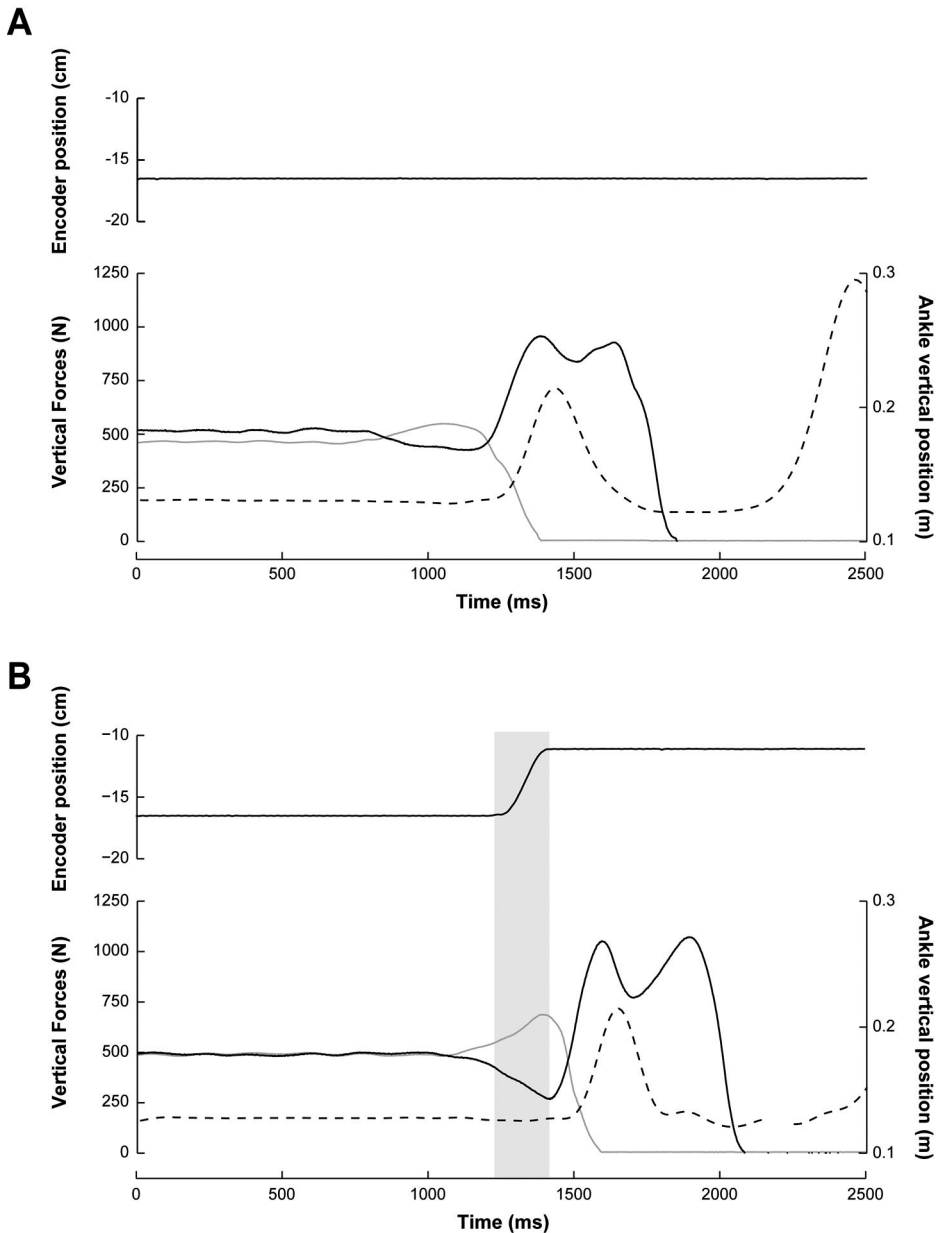 A
Encoder position (cm)
-10
-15
-20
Vertical Forces (N)
1250
1000
750
500
250
0
0.3
0.2
0.1
Ankle vertical position (m)
0 500 1000 1500 2000 2500
Time (ms)
B
Encoder position (cm)
−10
−15
−20
Vertical Forces (N)
1250
1000
750
500
250
0
0.3
0.2
0.1
Ankle vertical position (m)
0 500 1000 1500 2000 2500
Time (ms)